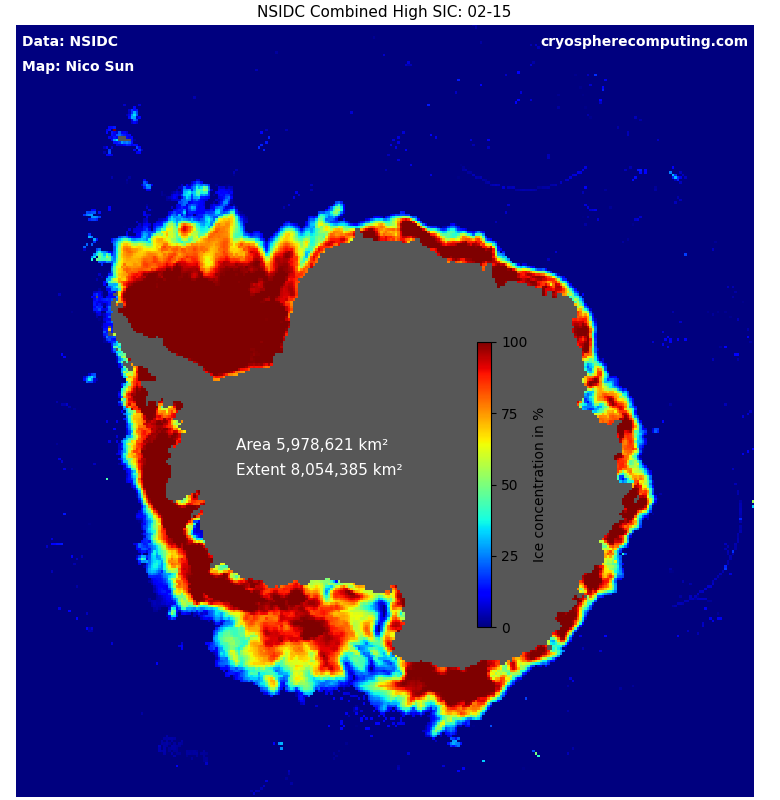 NSIDC Combined High SIC: 02-15
Data: NSIDC
cryospherecomputing.com
Map: Nico Sun
100
75
50
25
0
Ice concentration in %
Area 5,978,621 km²
Extent 8,054,385 km²